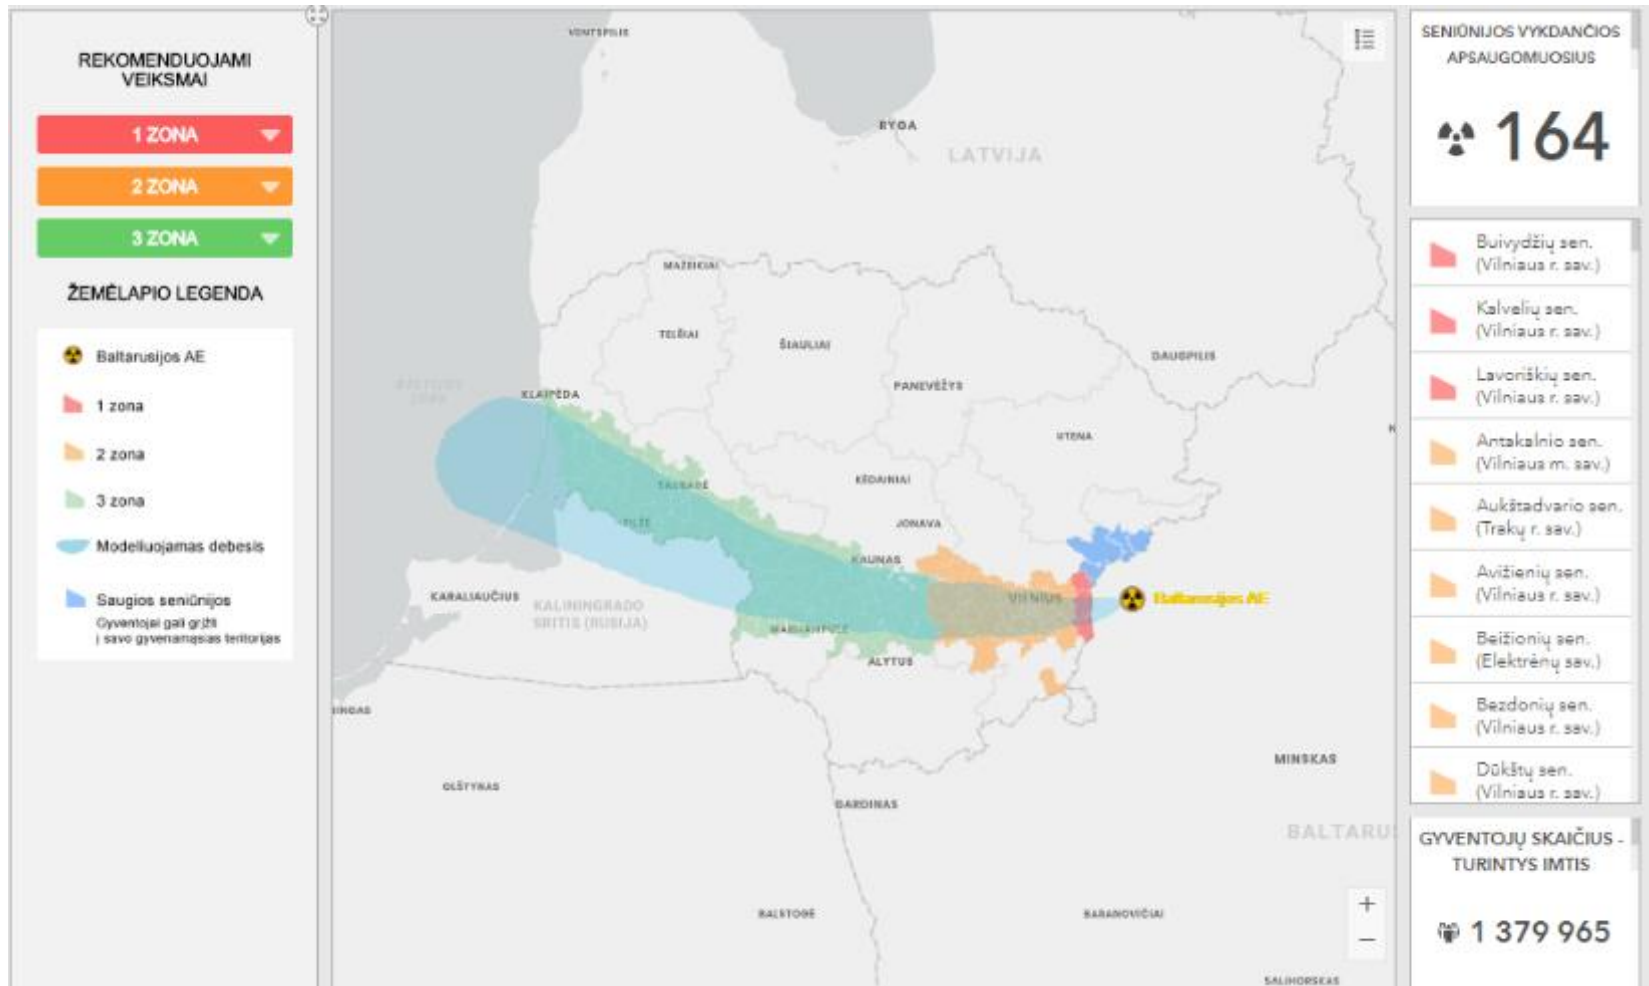 REKOMENDUOJAMI
VEIKSMAI
1 ZONA
2 ZONA
3 ZONA
ŽEMĖLAPIO LEGENDA
Baltarusijos AE
1 zona
2 zona
3 zona
Modeliuojamas debesis
Saugios seniūnijos
Gyventojai gali grįžti
į savo gyvenamąsias teritorijas
VENTSPILIS
RYGA
LATVIJA
MAŽEIKIAI
TELŠIAI
ŠIAULIAI
DAUGPILIS
PANEVĖŽYS
KLAIPĖDA
UTENA
KĖDAINIAI
TAURAGĖ
JONAVA
KAUNAS
KARALIAUČIUS
KALININGRADO
SRITIS (RUSIJA)
VILNIUS
Baltarusijos AE
MARIJAMPOLĖ
ALYTUS
MINSKAS
OLŠTYNAS
GARDINAS
BALTARU
BALSTOGĖ
BARANOVIČIAI
SALIHORSKAS
+
−
SENIŪNIJOS VYKDANČIOS
APSAUGOMUOSIUS
164
Buivydžių sen.
(Vilniaus r. sav.)
Kalvelių sen.
(Vilniaus r. sav.)
Lavoriškių sen.
(Vilniaus r. sav.)
Antakalnio sen.
(Vilniaus m. sav.)
Aukštadvario sen.
(Trakų r. sav.)
Avižienių sen.
(Vilniaus r. sav.)
Beižionių sen.
(Elektrėnų sav.)
Bezdonių sen.
(Vilniaus r. sav.)
Dūkštų sen.
(Vilniaus r. sav.)
GYVENTOJŲ SKAIČIUS -
TURINTYS IMTIS
1 379 965